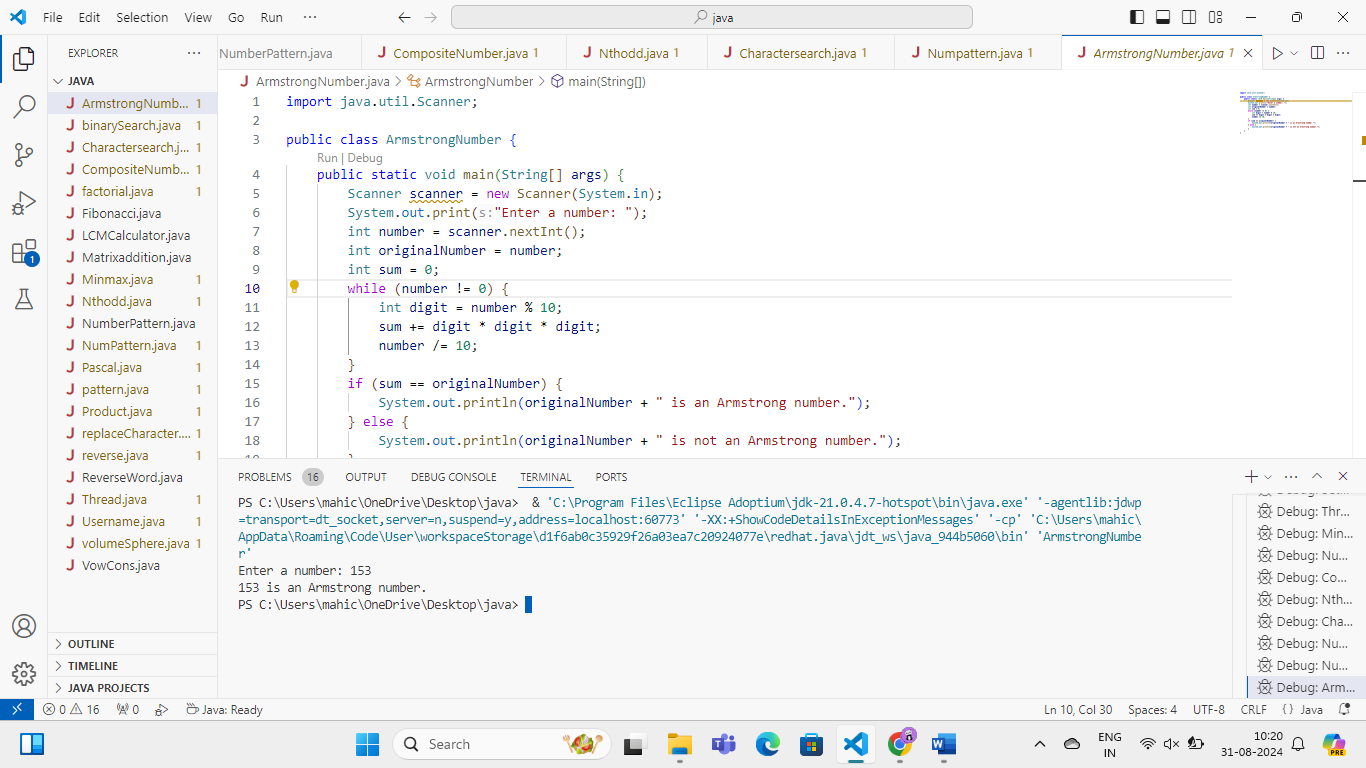 File Edit Selection View Go Run ··· java
EXPLORER ···
NumberPattern.java CompositeNumber.java 1 Nthodd.java 1 Charactersearch.java 1 Numpattern.java 1 ArmstrongNumber.java 1
JAVA
ArmstrongNumb... 1
binarySearch.java 1
Charactersearch.j... 1
CompositeNumb... 1
factorial.java 1
Fibonacci.java
LCMCalculator.java
Matrixaddition.java
Minmax.java 1
Nthodd.java 1
NumberPattern.java
NumPattern.java 1
Pascal.java 1
pattern.java 1
Product.java 1
replaceCharacter.... 1
reverse.java 1
ReverseWord.java
Thread.java 1
Username.java 1
volumeSphere.java 1
VowCons.java
OUTLINE
TIMELINE
JAVA PROJECTS
1
ArmstrongNumber.java > ArmstrongNumber > main(String[])
1 import java.util.Scanner;
2
3 public class ArmstrongNumber {
Run | Debug
4 public static void main(String[] args) {
5 Scanner scanner = new Scanner(System.in);
6 System.out.print(s:"Enter a number: ");
7 int number = scanner.nextInt();
8 int originalNumber = number;
9 int sum = 0;
10 while (number != 0) {
11 int digit = number % 10;
12 sum += digit * digit * digit;
13 number /= 10;
14 }
15 if (sum == originalNumber) {
16 System.out.println(originalNumber + " is an Armstrong number.");
17 } else {
18 System.out.println(originalNumber + " is not an Armstrong number.");
PROBLEMS 16 OUTPUT DEBUG CONSOLE TERMINAL PORTS
PS C:\Users\mahic\OneDrive\Desktop\java> & 'C:\Program Files\Eclipse Adoptium\jdk-21.0.4.7-hotspot\bin\java.exe' '-agentlib:jdwp
=transport=dt_socket,server=n,suspend=y,address=localhost:60773' '-XX:+ShowCodeDetailsInExceptionMessages' '-cp' 'C:\Users\mahic\
AppData\Roaming\Code\User\workspaceStorage\d1f6ab0c35929f26a03ea7c20924077e\redhat.java\jdt_ws\java_944b5060\bin' 'ArmstrongNumbe
r'
Enter a number: 153
153 is an Armstrong number.
PS C:\Users\mahic\OneDrive\Desktop\java>
Debug: Thr...
Debug: Min...
Debug: Nu...
Debug: Co...
Debug: Nth...
Debug: Cha...
Debug: Nu...
Debug: Nu...
Debug: Arm...
0 16 0 Java: Ready Ln 10, Col 30 Spaces: 4 UTF-8 CRLF {} Java
Search
ENG
IN
10:20
31-08-2024
PRE